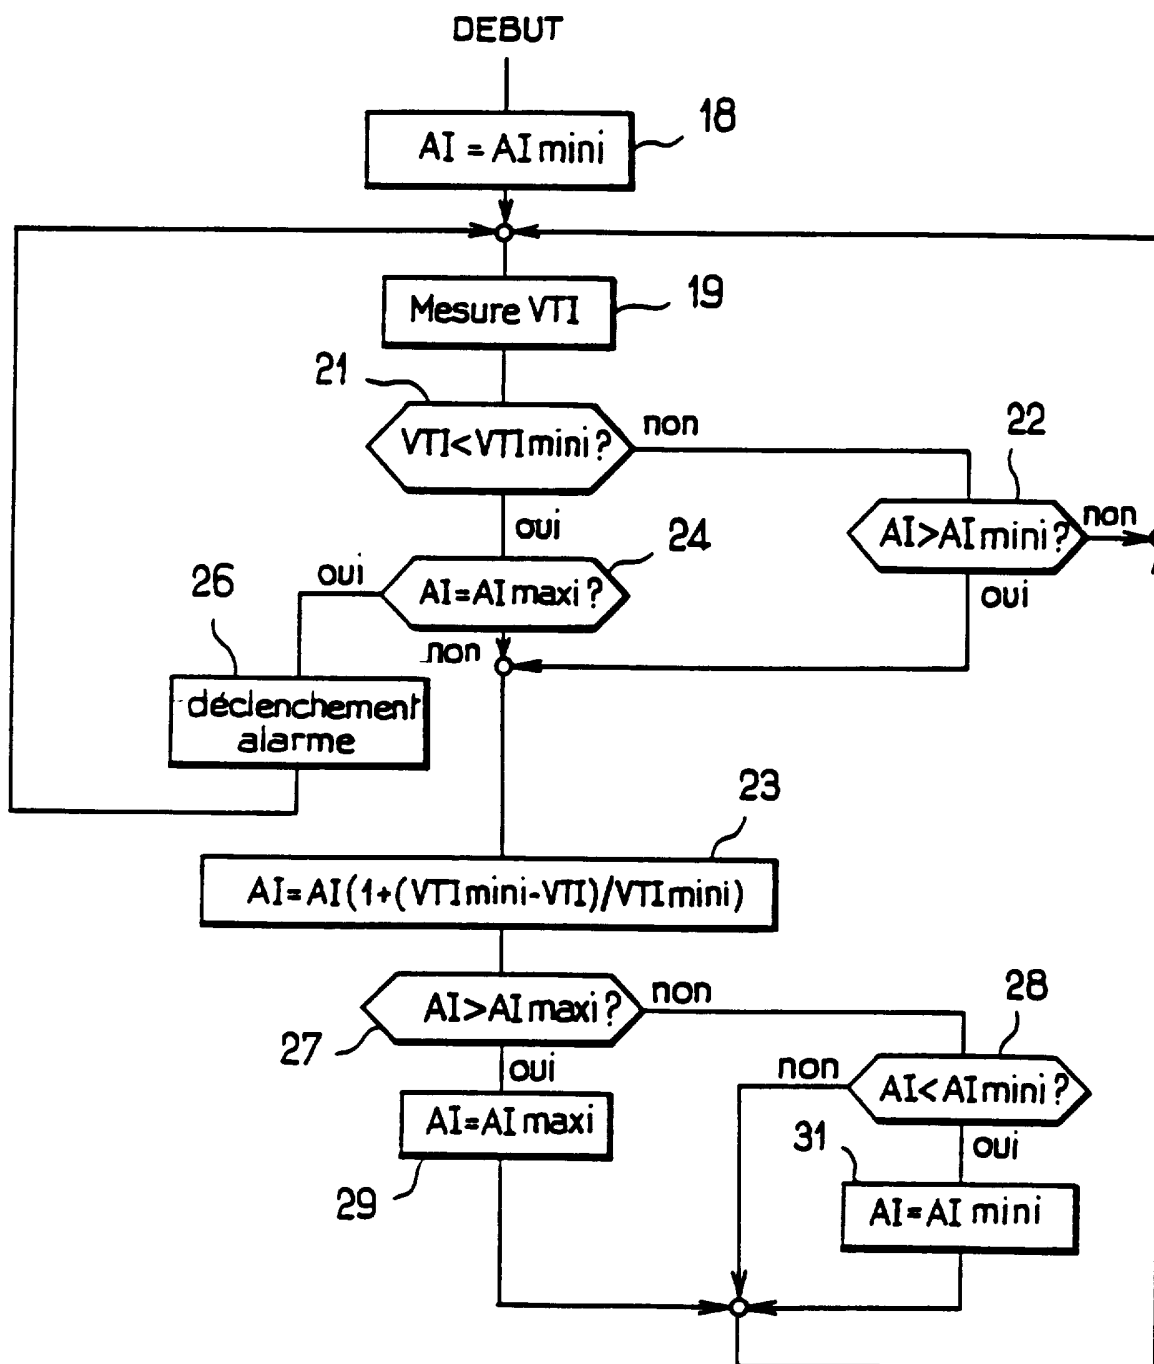 DEBUT
AI = AI mini
18
Mesure VTI
19
21
VTI<VTI mini?
non
22
oui
24
AI>AI mini?
non
oui
AI=AI maxi?
26
oui
non
déclenchement
alarme
23
AI=AI(1+(VTI mini-VTI)/VTI mini)
AI>AI maxi?
non
28
27
oui
non
AI<AI mini?
AI=AI maxi
31
oui
29
AI=AI mini